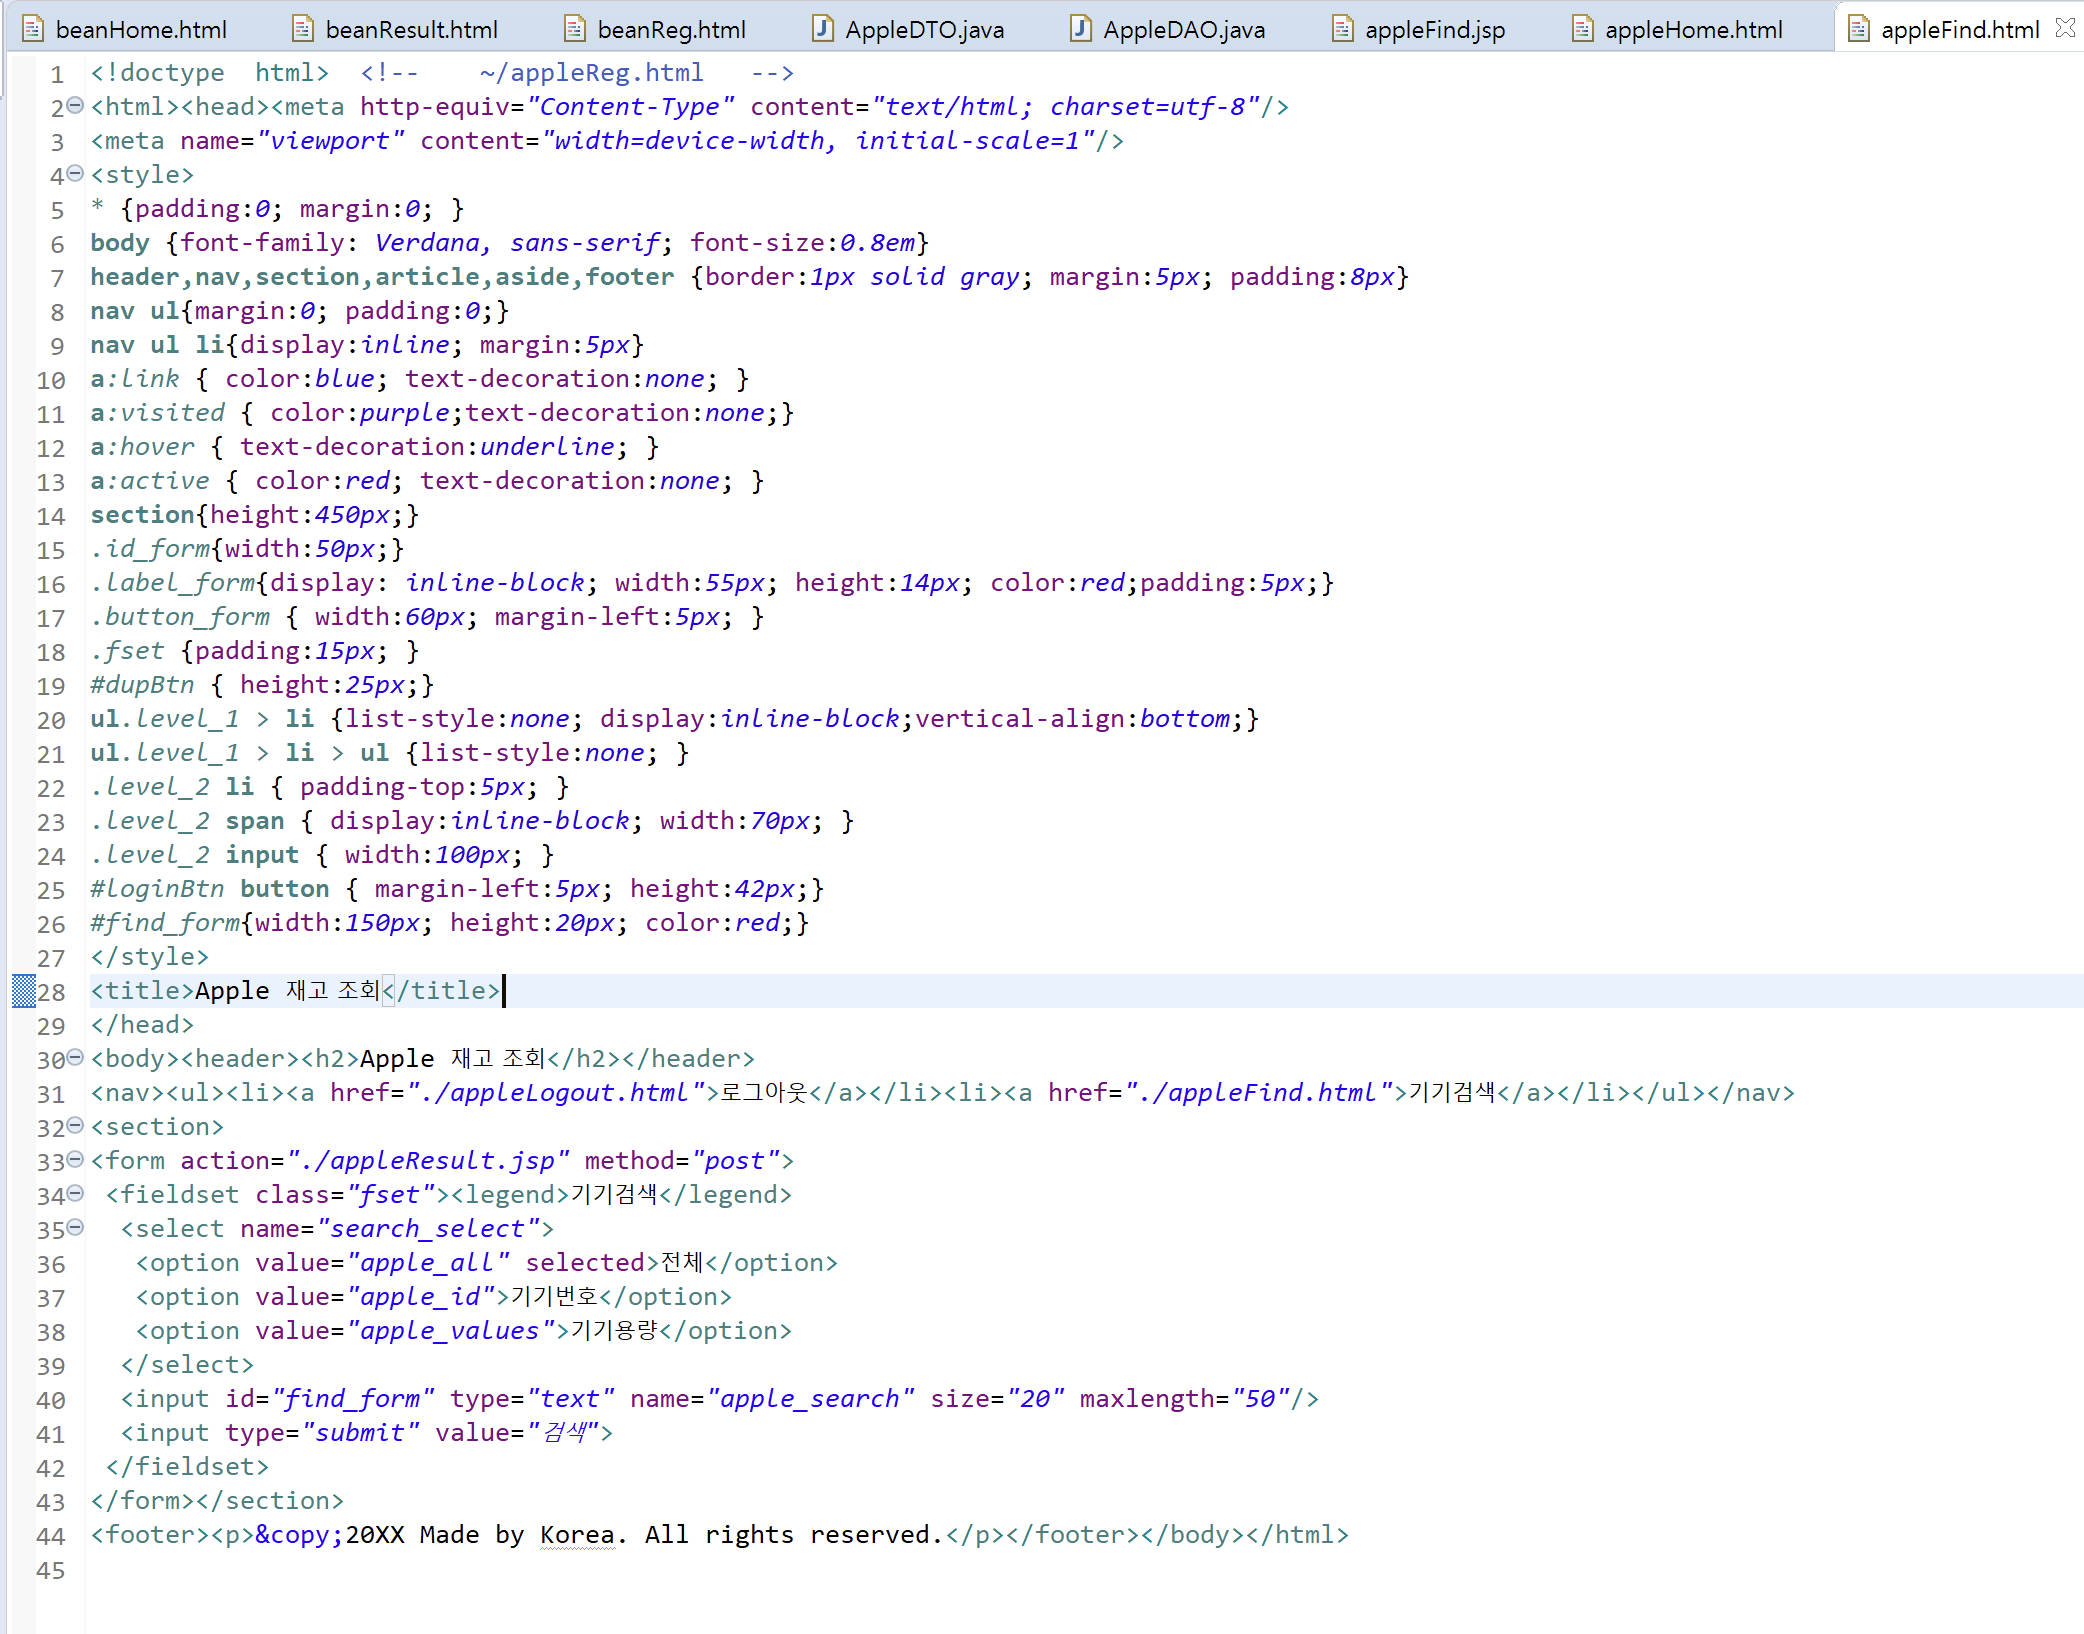 beanHome.html beanResult.html beanReg.html AppleDTO.java AppleDAO.java appleFind.jsp appleHome.html appleFind.html
1 <!doctype  html>  <!--    ~/appleReg.html   -->
2 <html><head><meta http-equiv="Content-Type" content="text/html; charset=utf-8"/>
3 <meta name="viewport" content="width=device-width, initial-scale=1"/>
4 <style>
5 * {padding:0; margin:0; }
6 body {font-family: Verdana, sans-serif; font-size:0.8em}
7 header,nav,section,article,aside,footer {border:1px solid gray; margin:5px; padding:8px}
8 nav ul{margin:0; padding:0;}
9 nav ul li{display:inline; margin:5px}
10 a:link { color:blue; text-decoration:none; }
11 a:visited { color:purple;text-decoration:none;}
12 a:hover { text-decoration:underline; }
13 a:active { color:red; text-decoration:none; }
14 section{height:450px;}
15 .id_form{width:50px;}
16 .label_form{display: inline-block; width:55px; height:14px; color:red;padding:5px;}
17 .button_form { width:60px; margin-left:5px; }
18 .fset {padding:15px; }
19 #dupBtn { height:25px;}
20 ul.level_1 > li {list-style:none; display:inline-block;vertical-align:bottom;}
21 ul.level_1 > li > ul {list-style:none; }
22 .level_2 li { padding-top:5px; }
23 .level_2 span { display:inline-block; width:70px; }
24 .level_2 input { width:100px; }
25 #loginBtn button { margin-left:5px; height:42px;}
26 #find_form{width:150px; height:20px; color:red;}
27 </style>
28 <title>Apple 재고 조회</title>
29 </head>
30 <body><header><h2>Apple 재고 조회</h2></header>
31 <nav><ul><li><a href="./appleLogout.html">로그아웃</a></li><li><a href="./appleFind.html">기기검색</a></li></ul></nav>
32 <section>
33 <form action="./appleResult.jsp" method="post">
34  <fieldset class="fset"><legend>기기검색</legend>
35   <select name="search_select">
36    <option value="apple_all" selected>전체</option>
37    <option value="apple_id">기기번호</option>
38    <option value="apple_values">기기용량</option>
39   </select>
40   <input id="find_form" type="text" name="apple_search" size="20" maxlength="50"/>
41   <input type="submit" value="검색">
42  </fieldset>
43 </form></section>
44 <footer><p>&copy;20XX Made by Korea. All rights reserved.</p></footer></body></html>
45